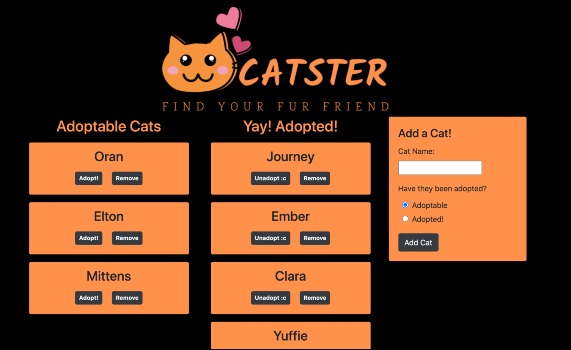 CATSTER
FIND YOUR FUR FRIEND
Adoptable Cats
Oran
Adopt! Remove
Elton
Adopt! Remove
Mittens
Adopt! Remove
Yay! Adopted!
Journey
Unadopt :c Remove
Ember
Unadopt :c Remove
Clara
Unadopt :c Remove
Yuffie
Add a Cat!
Cat Name:
Have they been adopted?
Adoptable
Adopted!
Add Cat